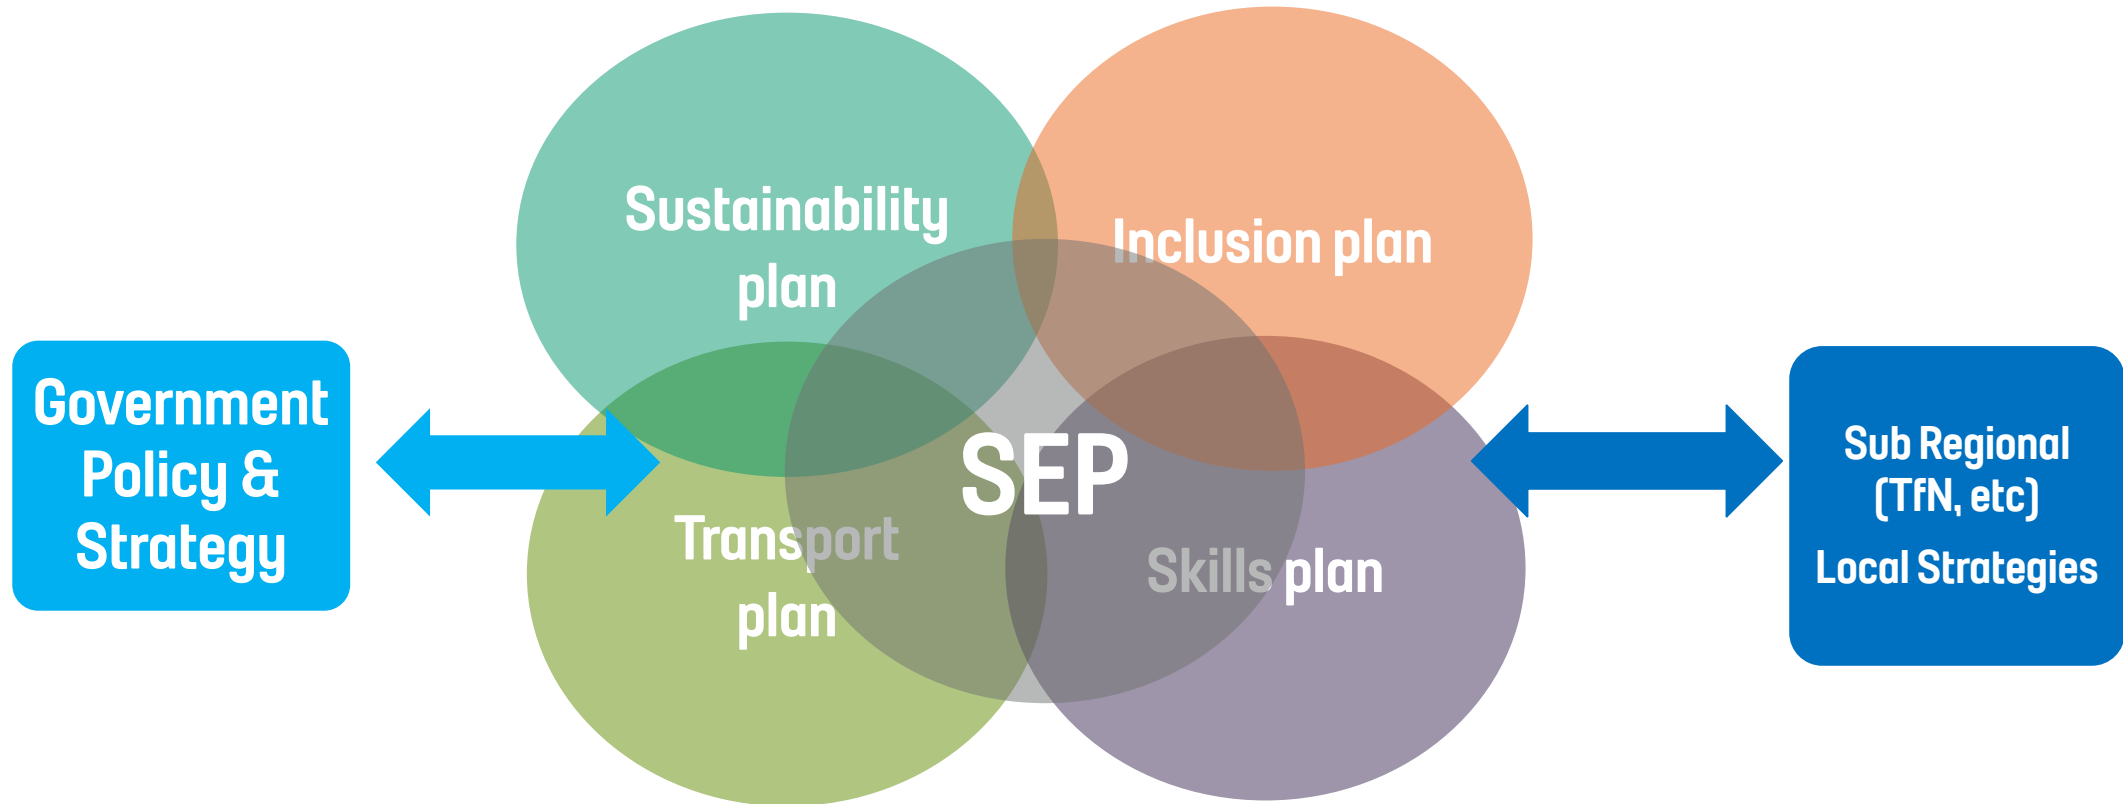 Sustainability
plan
Inclusion plan
Government
Policy &
Strategy
SEP
Transport
plan
Skills plan
Sub Regional
(TfN, etc)
Local Strategies